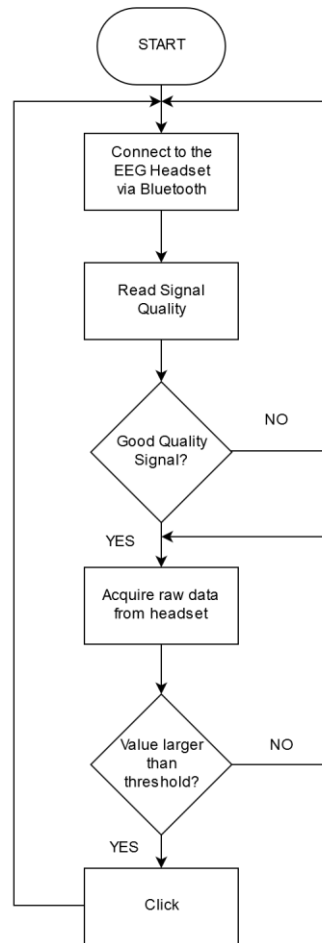 START
Connect to the
EEG Headset
via Bluetooth
Read Signal
Quality
Good Quality
Signal?
NO
YES
Acquire raw data
from headset
Value larger
than
threshold?
NO
YES
Click